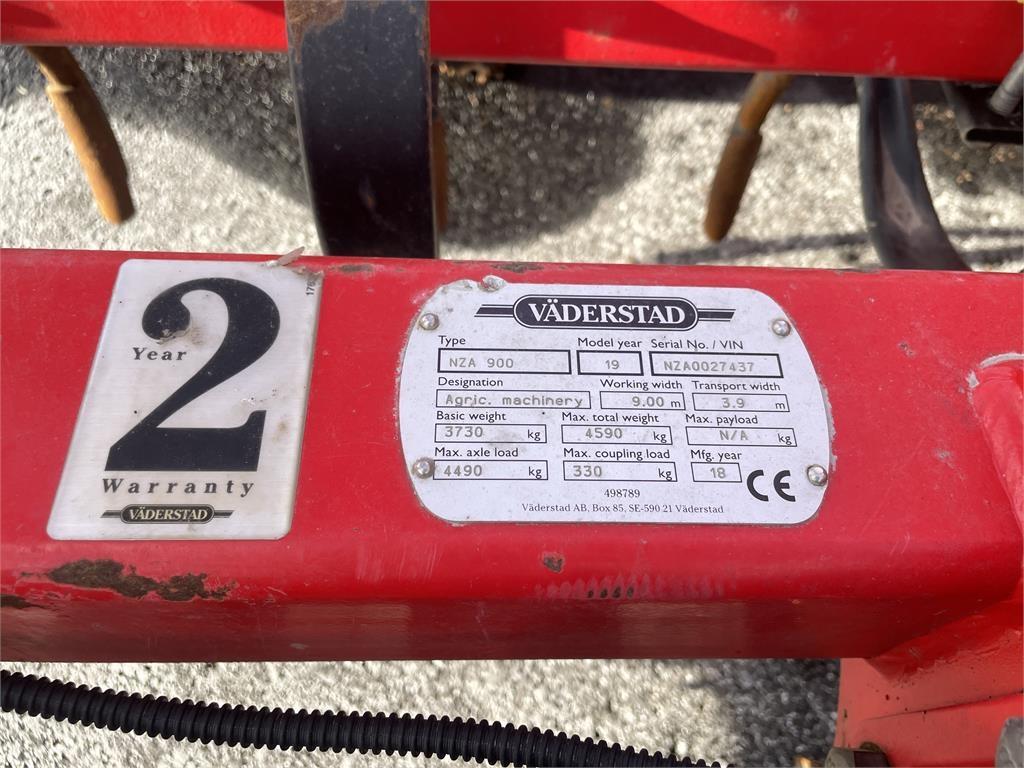 2
Year
Warranty
VÄDERSTAD
VÄDERSTAD
Type Model year Serial No. / VIN
NZA 900 19 NZA0027437
Designation Working width Transport width
Agric. machinery 9.00 m 3.9 m
Basic weight Max. total weight Max. payload
3730 kg 4590 kg N/A kg
Max. axle load Max. coupling load Mfg. year
4490 kg 330 kg 18 CE
498789
Väderstad AB, Box 85, SE-590 21 Väderstad